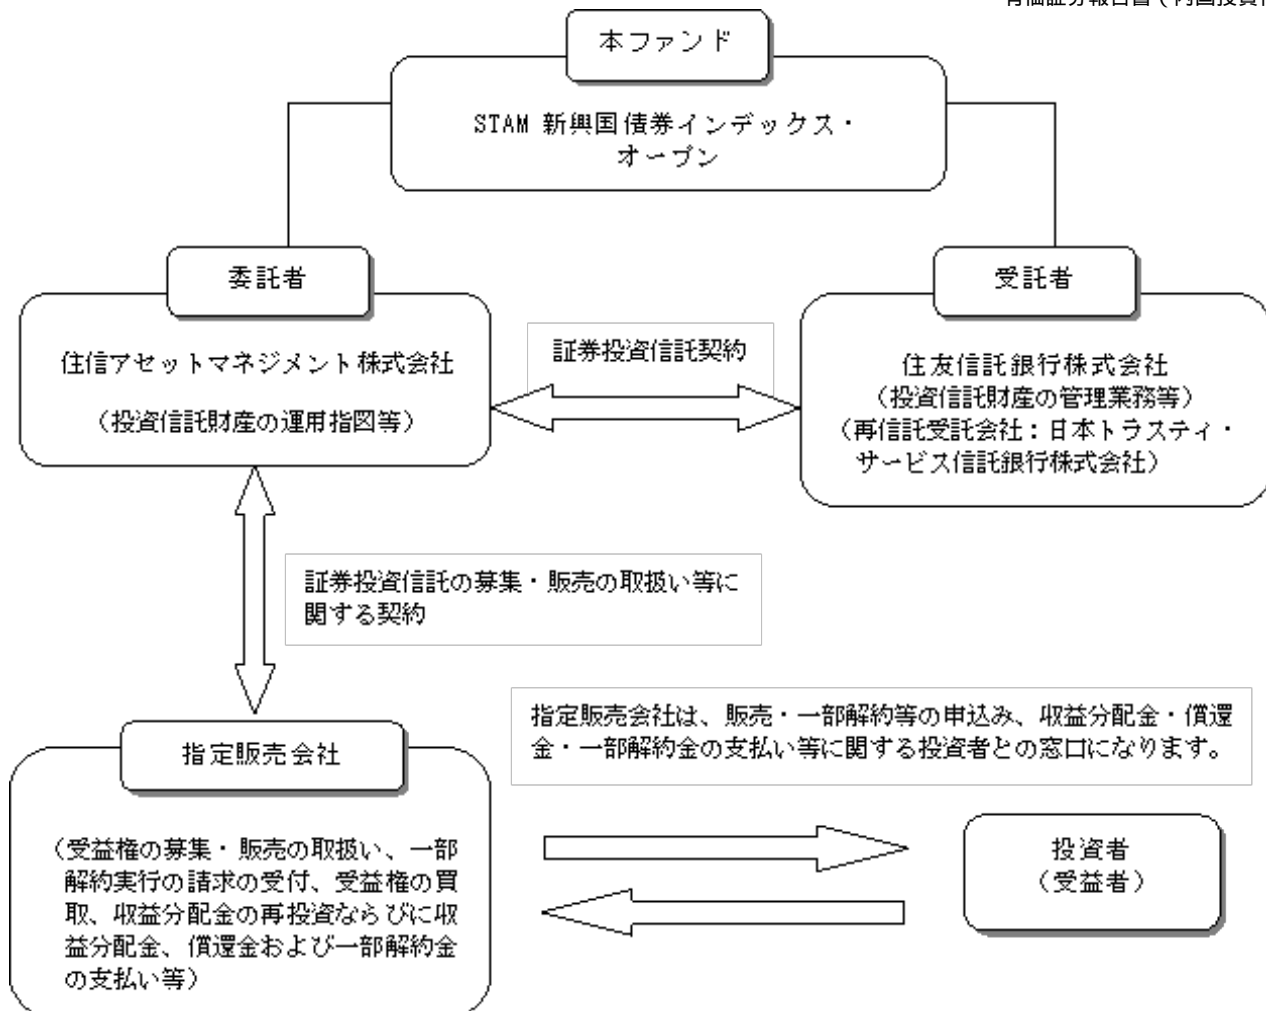 有価証券報告書（内国投資信
本ファンド
STAM 新興国債券インデックス・
オープン
委託者
受託者
住信アセットマネジメント株式会社
（投資信託財産の運用指図等）
証券投資信託契約
住友信託銀行株式会社
（投資信託財産の管理業務等）
（再信託受託会社：日本トラスティ・
サービス信託銀行株式会社）
証券投資信託の募集・販売の取扱い等に
関する契約
指定販売会社は、販売・一部解約等の申込み、収益分配金・償還
金・一部解約金の支払い等に関する投資者との窓口になります。
指定販売会社
（受益権の募集・販売の取扱い、一部
解約実行の請求の受付、受益権の買
取、収益分配金の再投資ならびに収
益分配金、償還金および一部解約金
の支払い等）
投資者
（受益者）